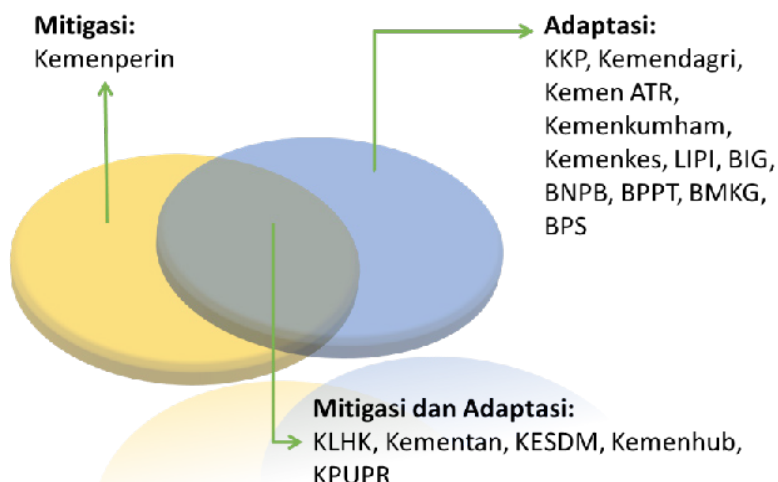 Mitigasi:
Kemenperin
Adaptasi:
KKP, Kemendagri,
Kemen ATR,
Kemenkumham,
Kemenkes, LIPI, BIG,
BNPB, BPPT, BMKG,
BPS
Mitigasi dan Adaptasi:
KLHK, Kementan, KESDM, Kemenhub,
KPUPR